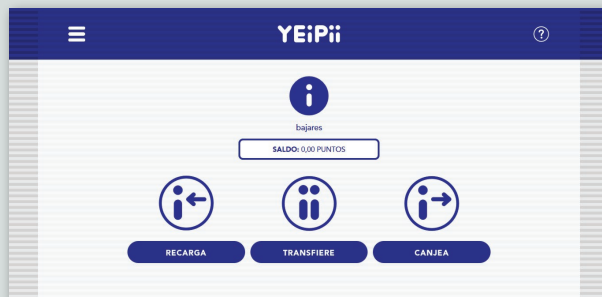 YEiPii
?
bajares
SALDO: 0,00 PUNTOS
RECARGA
TRANSFIERE
CANJEA